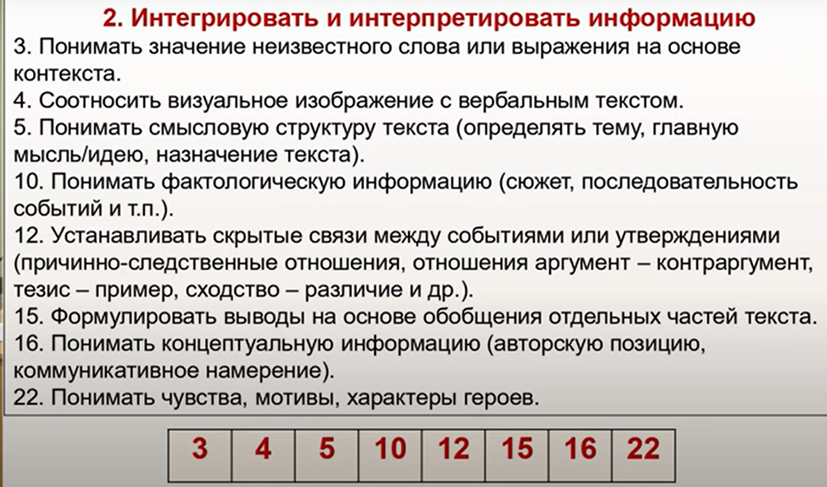 2. Интегрировать и интерпретировать информацию
3. Понимать значение неизвестного слова или выражения на основе
контекста.
4. Соотносить визуальное изображение с вербальным текстом.
5. Понимать смысловую структуру текста (определять тему, главную
мысль/идею, назначение текста).
10. Понимать фактологическую информацию (сюжет, последовательность
событий и т.п.).
12. Устанавливать скрытые связи между событиями или утверждениями
(причинно-следственные отношения, отношения аргумент – контраргумент,
тезис – пример, сходство – различие и др.).
15. Формулировать выводы на основе обобщения отдельных частей текста.
16. Понимать концептуальную информацию (авторскую позицию,
коммуникативное намерение).
22. Понимать чувства, мотивы, характеры героев.
3 4 5 10 12 15 16 22